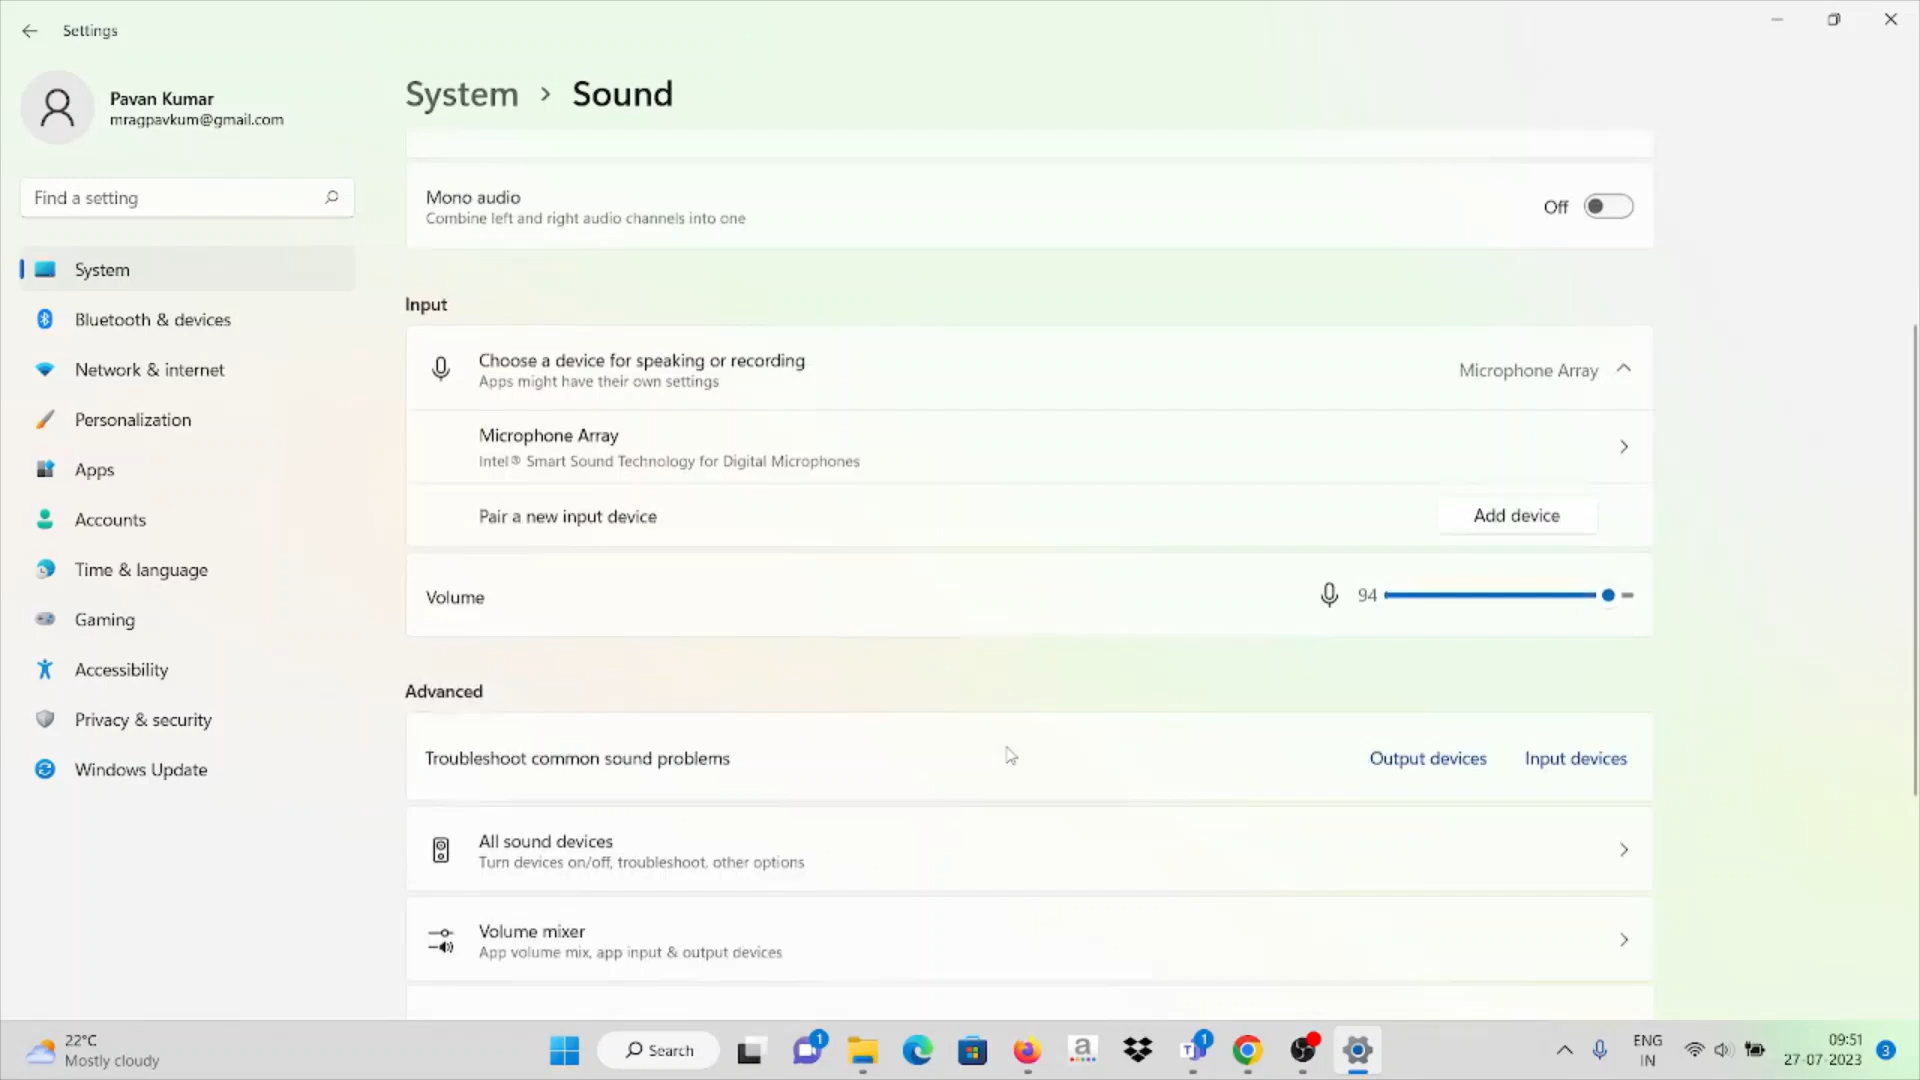 Settings
Pavan Kumar
mragpavkum@gmail.com
Find a setting
System
Bluetooth & devices
Network & internet
Personalization
Apps
Accounts
Time & language
Gaming
Accessibility
Privacy & security
Windows Update
System > Sound
Mono audio
Combine left and right audio channels into one
Off
Input
Choose a device for speaking or recording
Apps might have their own settings
Microphone Array
Microphone Array
Intel® Smart Sound Technology for Digital Microphones
Pair a new input device
Add device
Volume
94
Advanced
Troubleshoot common sound problems
Output devices
Input devices
All sound devices
Turn devices on/off, troubleshoot, other options
Volume mixer
App volume mix, app input & output devices
22°C
Mostly cloudy
Search
1
a
1
ENG
IN
09:51
27-07-2023
3